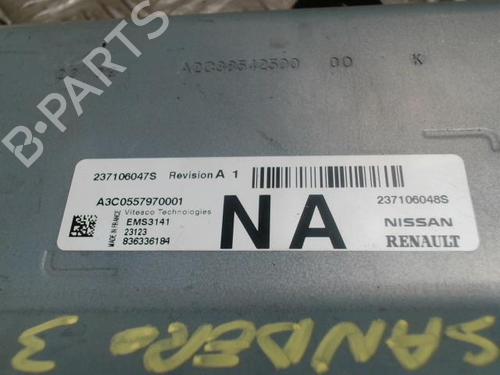 A2C38542500 00 K
237106047S Revision A 1
A3C0557970001
237106048S
Vitesco Technologies
EMS3141
23123
836336184
MADE IN FRANCE
NA
NISSAN
RENAULT
SANDERO 3
B-PARTS